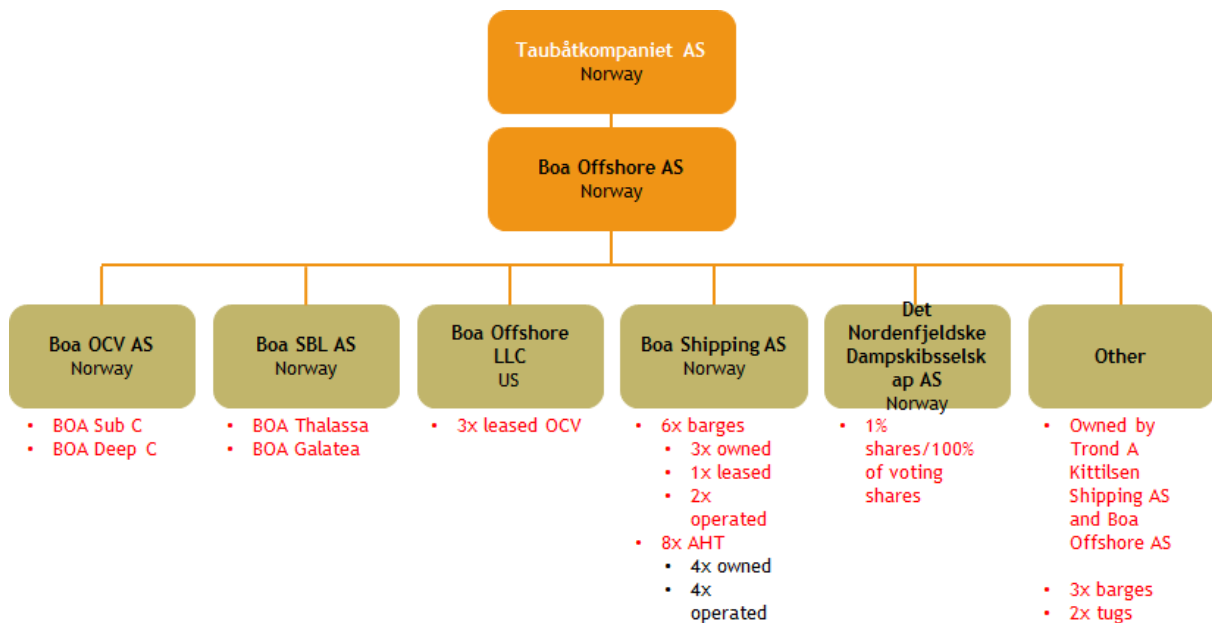 Taubåtkompaniet AS
Norway
Boa Offshore AS
Norway
Boa OCV AS
Norway
• BOA Sub C
• BOA Deep C
Boa SBL AS
Norway
• BOA Thalassa
• BOA Galatea
Boa Offshore
LLC
US
• 3x leased OCV
Boa Shipping AS
Norway
• 6x barges
• 3x owned
• 1x leased
• 2x
operated
• 8x AHT
• 4x owned
• 4x
operated
Det
Nordenfjeldske
Dampskibsselsk
ap AS
Norway
• 1%
shares/100%
of voting
shares
Other
• Owned by
Trond A
Kittilsen
Shipping AS
and Boa
Offshore AS
• 3x barges
• 2x tugs